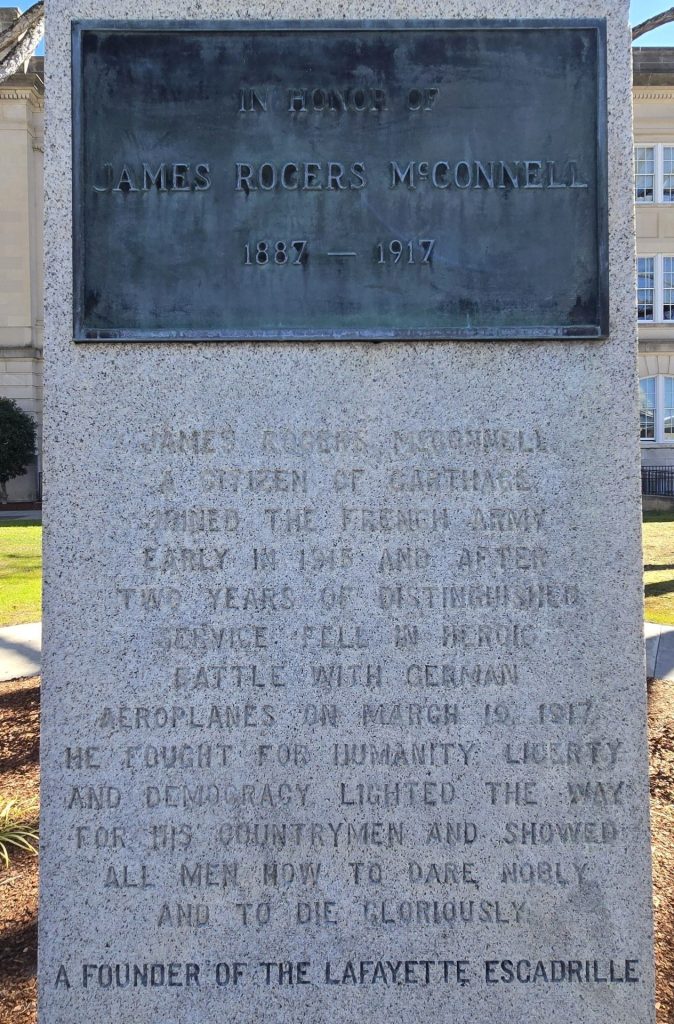 IN HONOR OF
JAMES ROGERS McCONNELL
1887 — 1917
JAMES ROGERS MCCONNELL
A CITIZEN OF CARTHAGE
JOINED THE FRENCH ARMY
EARLY IN 1915 AND AFTER
TWO YEARS OF DISTINGUISHED
SERVICE FELL IN HEROIC
BATTLE WITH GERMAN
AEROPLANES ON MARCH 19, 1917.
HE FOUGHT FOR HUMANITY, LIBERTY
AND DEMOCRACY, LIGHTED THE WAY
FOR HIS COUNTRYMEN AND SHOWED
ALL MEN HOW TO DARE NOBLY
AND TO DIE GLORIOUSLY.
A FOUNDER OF THE LAFAYETTE ESCADRILLE